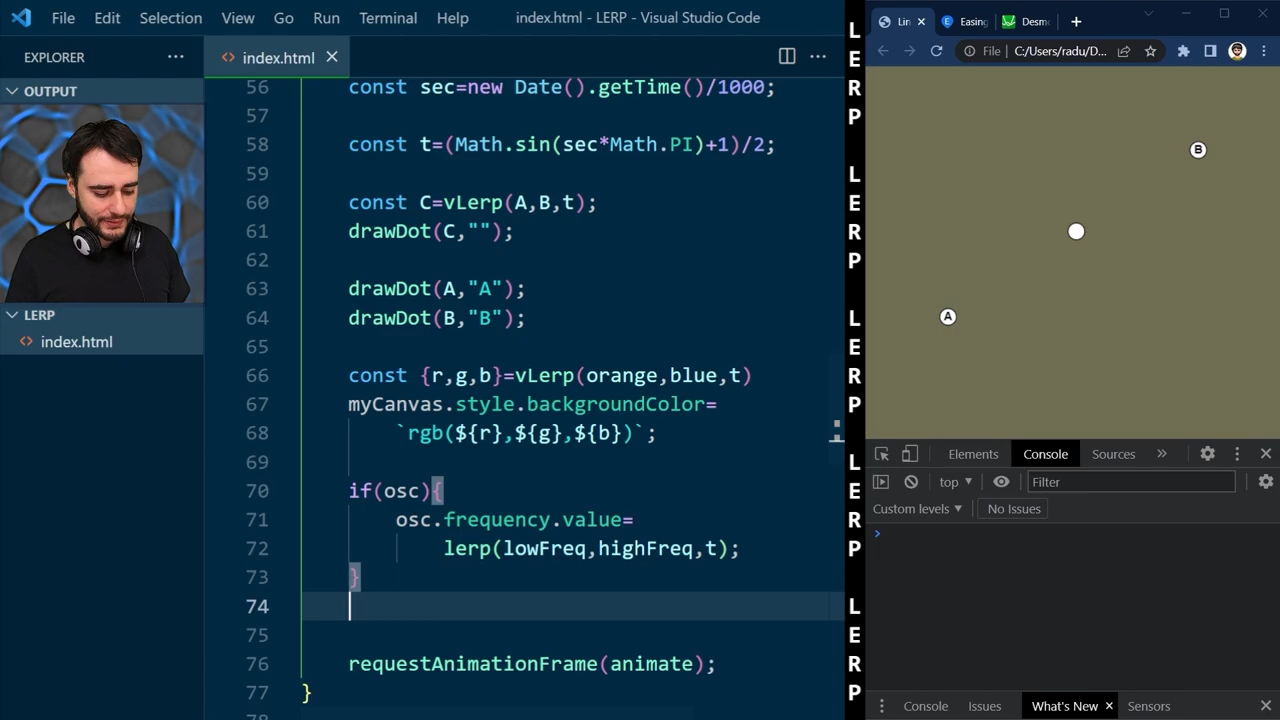 File Edit Selection View Go Run Terminal Help index.html - LERP - Visual Studio Code
EXPLORER
OUTPUT
LERP
index.html
index.html
56 const sec=new Date().getTime()/1000;
57
58 const t=(Math.sin(sec*Math.PI)+1)/2;
59
60 const C=vLerp(A,B,t);
61 drawDot(C,"");
62
63 drawDot(A,"A");
64 drawDot(B,"B");
65
66 const {r,g,b}=vLerp(orange,blue,t)
67 myCanvas.style.backgroundColor=
68 `rgb(${r},${g},${b})`;
69
70 if(osc){
71 osc.frequency.value=
72 lerp(lowFreq,highFreq,t);
73 }
74
75
76 requestAnimationFrame(animate);
77 }
L
E
R
P
L
E
R
P
L
E
R
P
L
E
R
P
L
E
R
P
Lin Easing Desmo
File C:/Users/radu/D...
B
A
Elements Console Sources
top Filter
Custom levels No Issues
Console Issues What's New Sensors